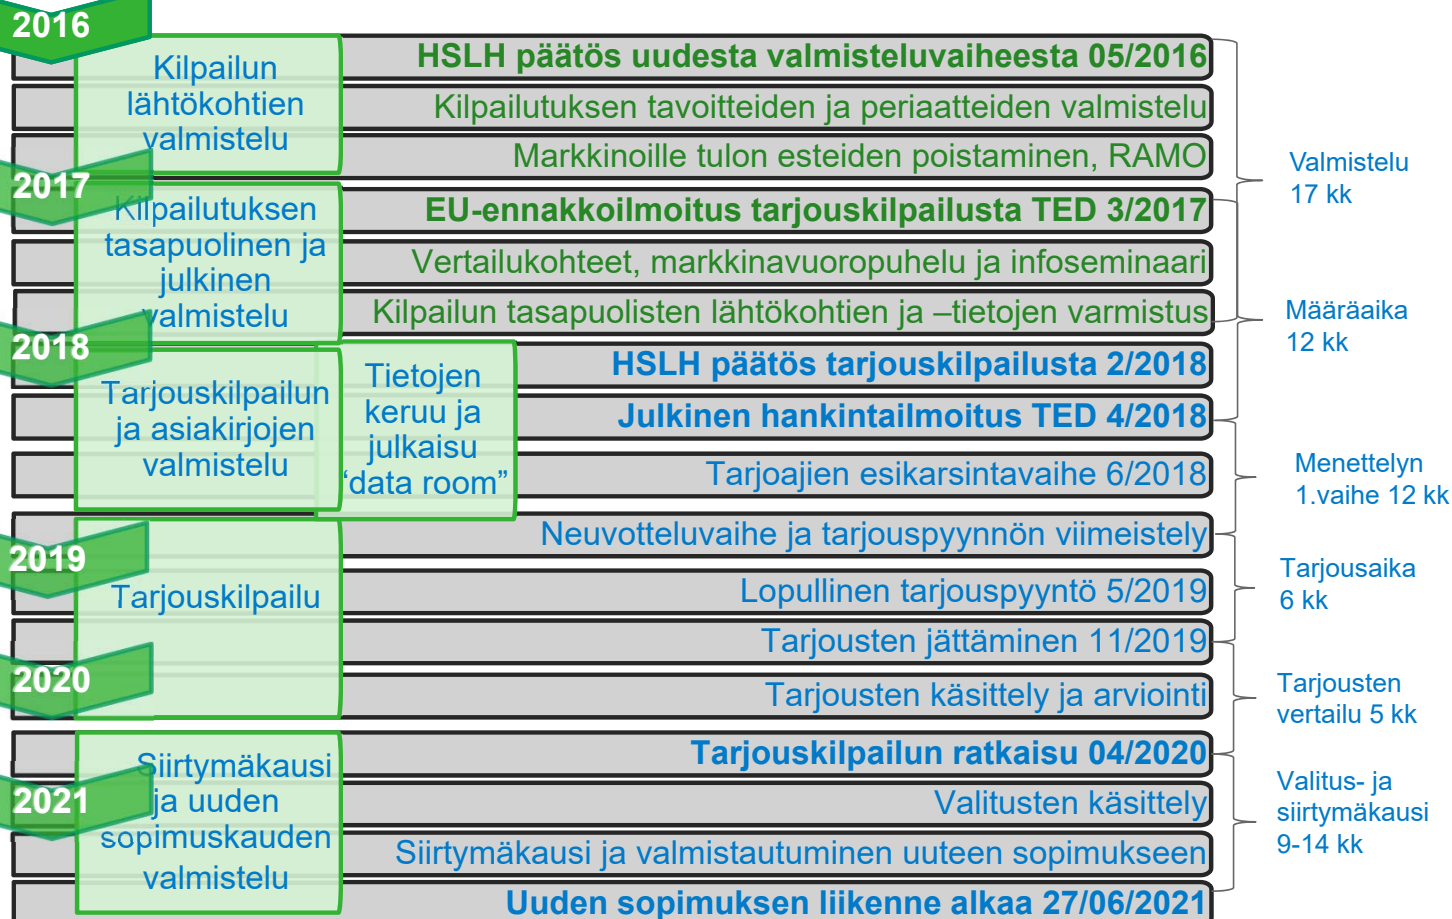 2016
Kilpailun
lähtökohtien
valmistelu
HSLH päätös uudesta valmisteluvaiheesta 05/2016
Kilpailutuksen tavoitteiden ja periaatteiden valmistelu
Markkinoille tulon esteiden poistaminen, RAMO
Valmistelu
17 kk
2017
Kilpailutuksen
tasapuolinen ja
julkinen
valmistelu
EU-ennakkoilmoitus tarjouskilpailusta TED 3/2017
Vertailukohteet, markkinavuoropuhelu ja infoseminaari
Kilpailun tasapuolisten lähtökohtien ja –tietojen varmistus
Määräaika
12 kk
2018
Tarjouskilpailun
ja asiakirjojen
valmistelu
Tietojen
keruu ja
julkaisu
“data room”
HSLH päätös tarjouskilpailusta 2/2018
Julkinen hankintailmoitus TED 4/2018
Tarjoajien esikarsintavaihe 6/2018
Menettelyn
1.vaihe 12 kk
2019
Tarjouskilpailu
Neuvotteluvaihe ja tarjouspyynnön viimeistely
Lopullinen tarjouspyyntö 5/2019
Tarjousten jättäminen 11/2019
Tarjousaika
6 kk
2020
Tarjousten käsittely ja arviointi
Tarjousten
vertailu 5 kk
Siirtymäkausi
ja uuden
sopimuskauden
valmistelu
Tarjouskilpailun ratkaisu 04/2020
2021
Valitusten käsittely
Siirtymäkausi ja valmistautuminen uuteen sopimukseen
Uuden sopimuksen liikenne alkaa 27/06/2021
Valitus- ja
siirtymäkausi
9-14 kk